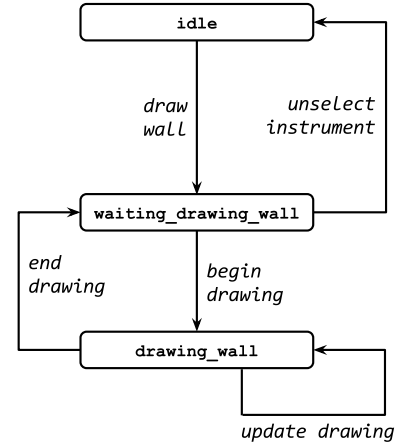 idle
draw
wall
unselect
instrument
waiting_drawing_wall
end
drawing
begin
drawing
drawing_wall
update drawing